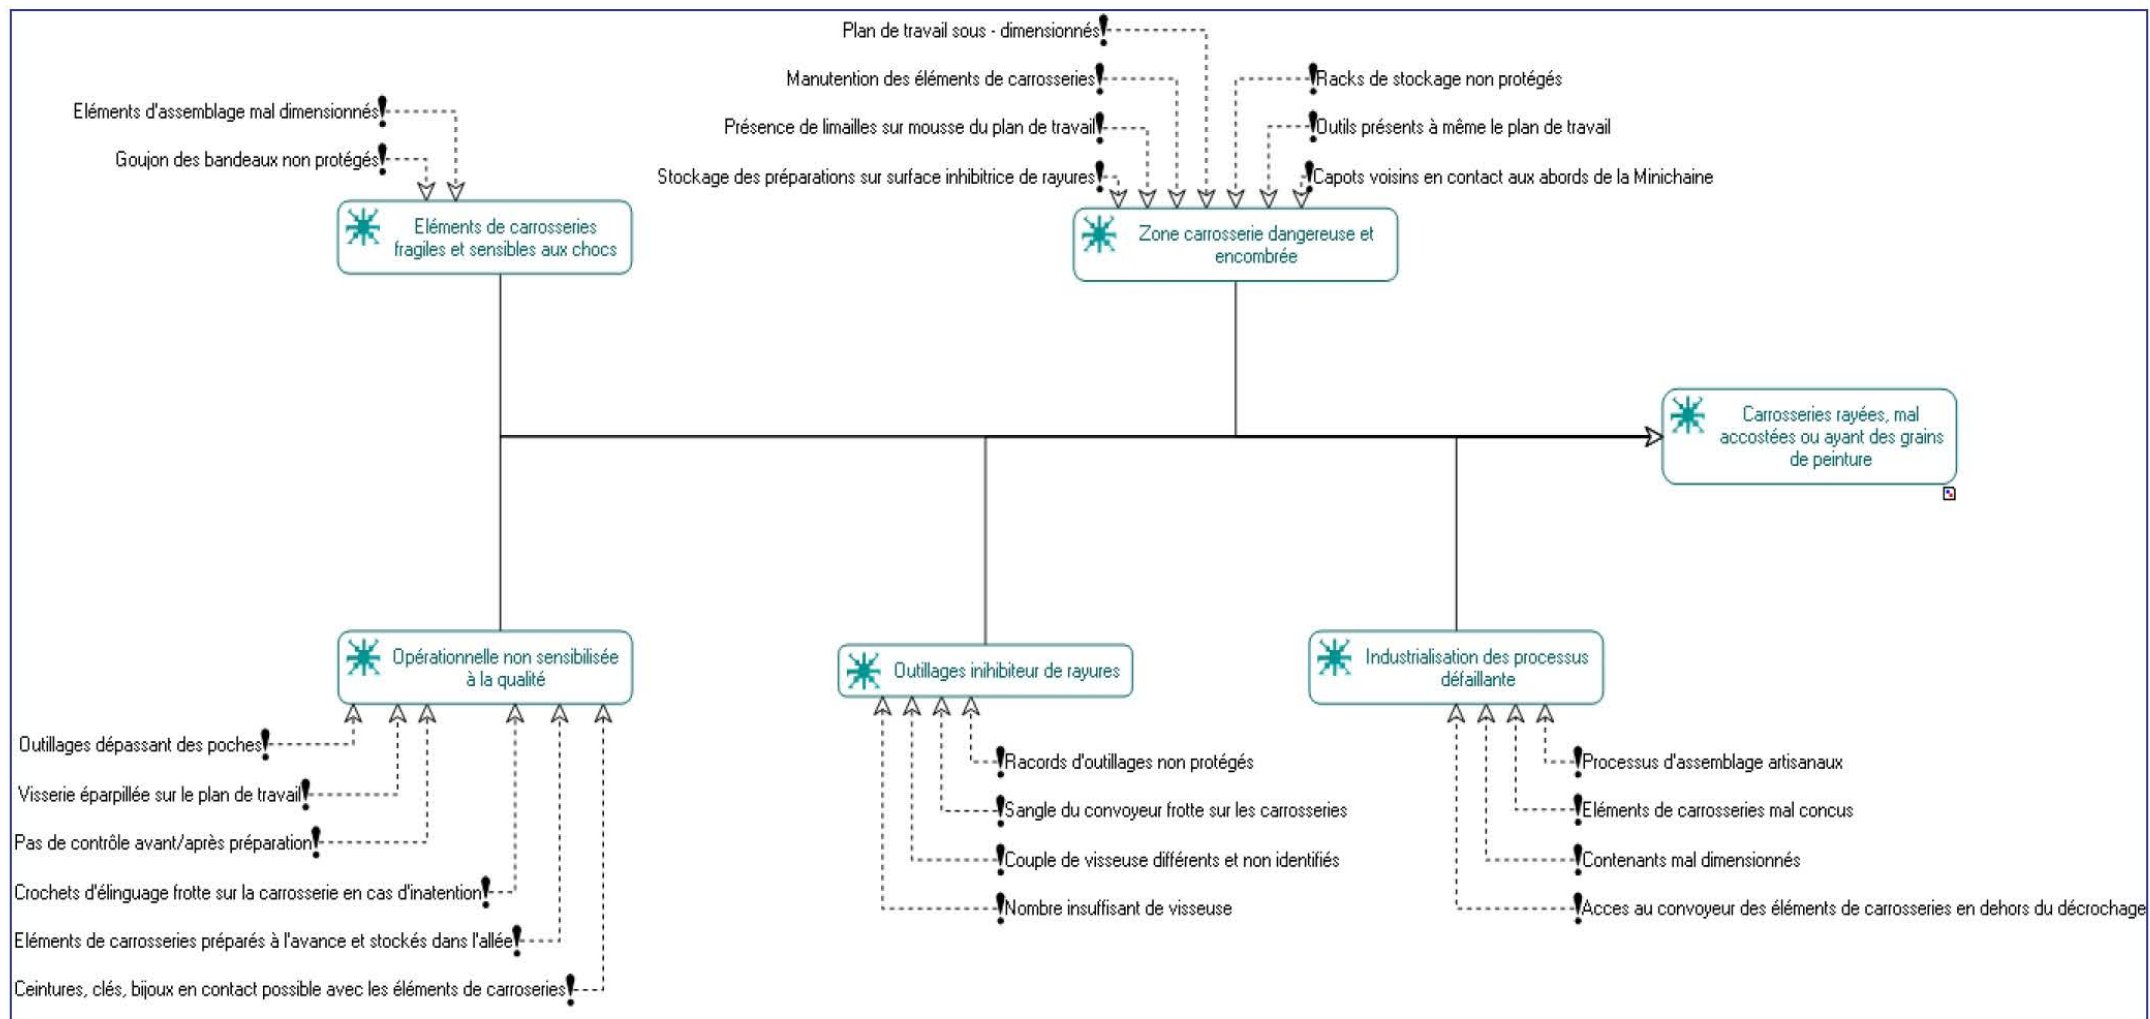 Plan de travail sous - dimensionnés
Manutention des éléments de carrosseries
Racks de stockage non protégés
Eléments d'assemblage mal dimensionnés
Présence de limailles sur mousse du plan de travail
Outils présents à même le plan de travail
Goujon des bandeaux non protégés
Stockage des préparations sur surface inhibitrice de rayures
Capots voisins en contact aux abords de la Minichaine
Eléments de carrosseries
fragiles et sensibles aux chocs
Zone carrosserie dangereuse et
encombrée
Carrosseries rayées, mal
accostées ou ayant des grains
de peinture
Opérationnelle non sensibilisée
à la qualité
Outillages inihibiteur de rayures
Industrialisation des processus
défaillante
Outillages dépassant des poches
Visserie éparpillée sur le plan de travail
Pas de contrôle avant/après préparation
Crochets d'élinguage frotte sur la carrosserie en cas d'inatention
Eléments de carrosseries préparés à l'avance et stockés dans l'allée
Ceintures, clés, bijoux en contact possible avec les éléments de carroseries
Racords d'outillages non protégés
Sangle du convoyeur frotte sur les carrosseries
Couple de visseuse différents et non identifiés
Nombre insuffisant de visseuse
Processus d'assemblage artisanaux
Eléments de carrosseries mal concus
Contenants mal dimensionnés
Acces au convoyeur des éléments de carrosseries en dehors du décrochage